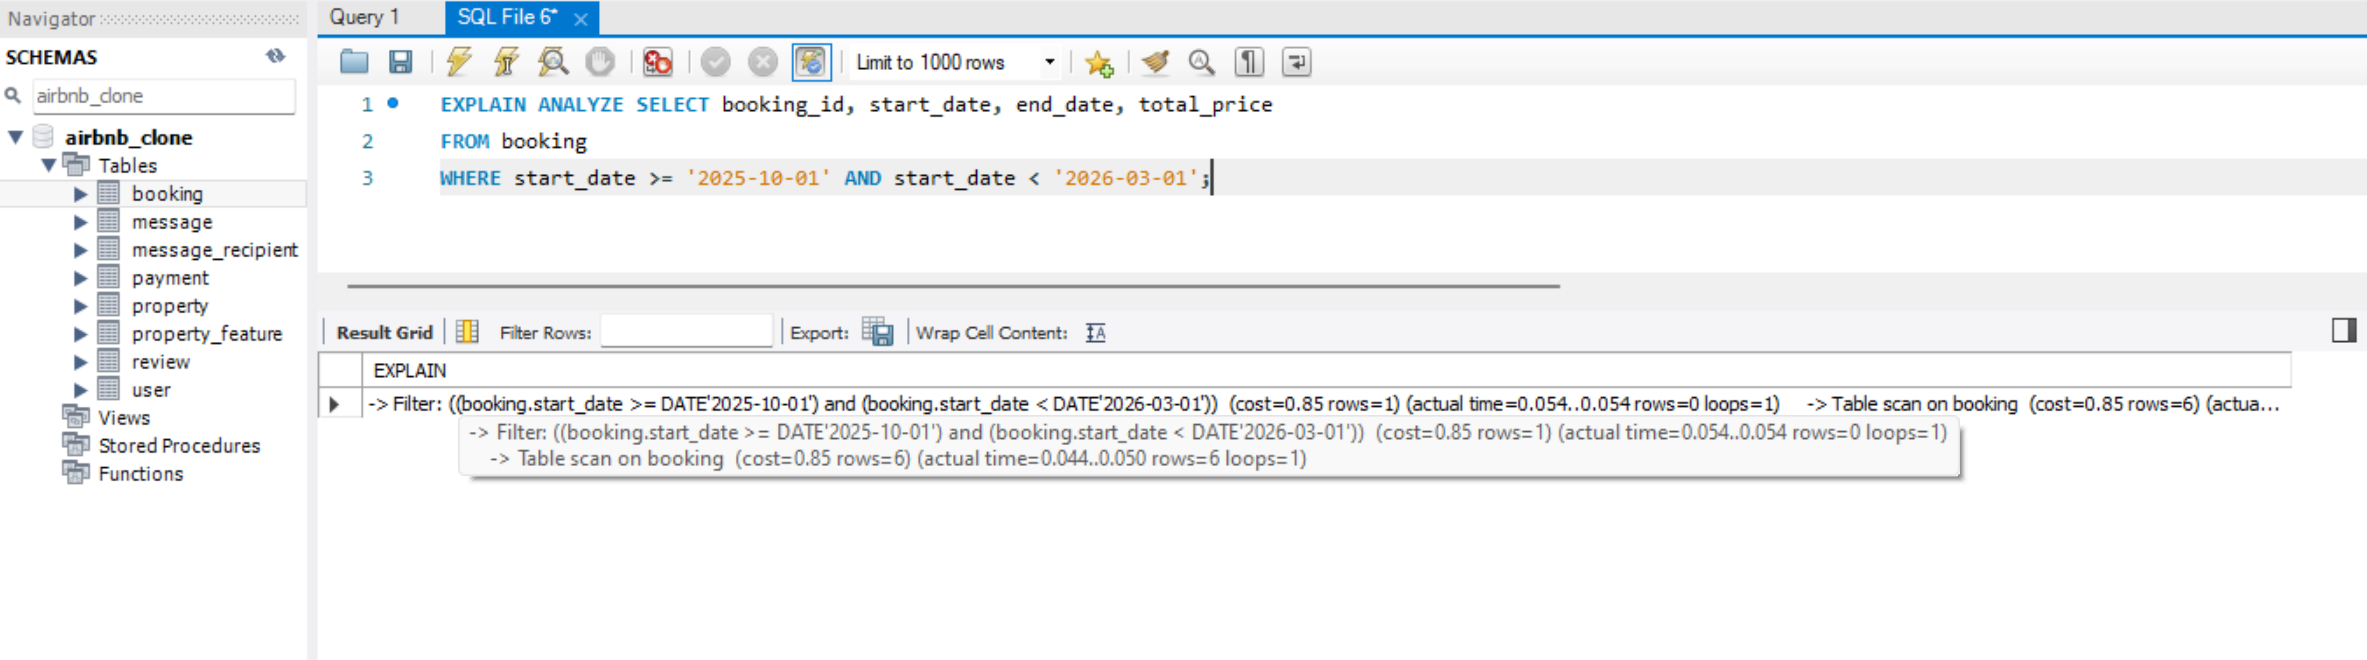 Navigator
SCHEMAS
airbnb_clone
airbnb_clone
Tables
booking
message
message_recipient
payment
property
property_feature
review
user
Views
Stored Procedures
Functions
Query 1
SQL File 6*
Limit to 1000 rows
1 EXPLAIN ANALYZE SELECT booking_id, start_date, end_date, total_price
2 FROM booking
3 WHERE start_date >= '2025-10-01' AND start_date < '2026-03-01';
Result Grid Filter Rows: Export: Wrap Cell Content:
EXPLAIN
-> Filter: ((booking.start_date >= DATE'2025-10-01') and (booking.start_date < DATE'2026-03-01')) (cost=0.85 rows=1) (actual time=0.054..0.054 rows=0 loops=1) -> Table scan on booking (cost=0.85 rows=6) (actua...
-> Filter: ((booking.start_date >= DATE'2025-10-01') and (booking.start_date < DATE'2026-03-01')) (cost=0.85 rows=1) (actual time=0.054..0.054 rows=0 loops=1)
-> Table scan on booking (cost=0.85 rows=6) (actual time=0.044..0.050 rows=6 loops=1)